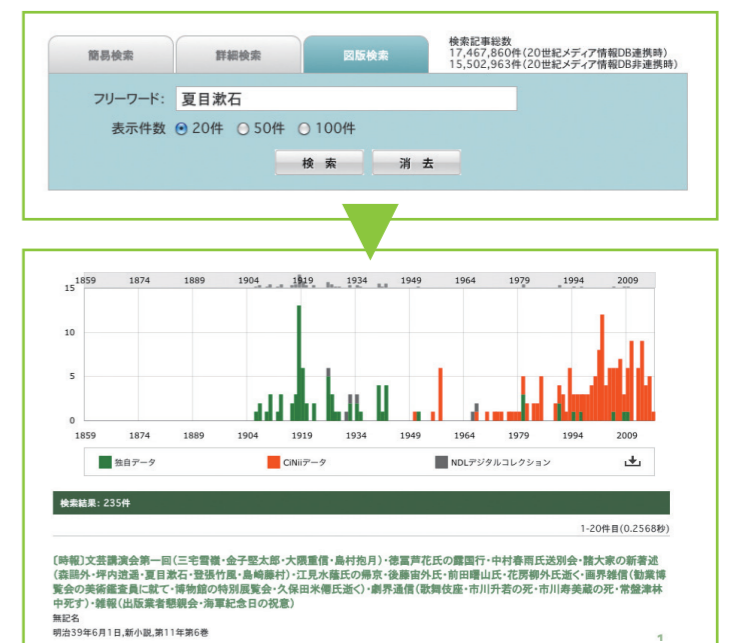 簡易検索
詳細検索
図版検索
検索記事総数
17,467,860件(20世紀メディア情報DB連携時)
15,502,963件(20世紀メディア情報DB非連携時)
フリーワード: 夏目漱石
表示件数 20件 50件 100件
検 索 消 去
1859 1874 1889 1904 1919 1934 1949 1964 1979 1994 2009
15
10
5
0
1859 1874 1889 1904 1919 1934 1949 1964 1979 1994 2009
独自データ CiNiiデータ NDLデジタルコレクション
検索結果: 235件
1-20件目(0.2568秒)
〔時報〕文芸講演会第一回(三宅雪嶺・金子堅太郎・大隈重信・島村抱月)・徳冨芦花氏の露国行・中村春雨氏送別会・諸大家の新著述
(森鷗外・坪内逍遥・夏目漱石・登張竹風・島崎藤村)・江見水蔭氏の帰京・後藤宙外氏・前田曙山氏・花房柳外氏逝く・画界雑信(勧業博
覧会の美術鑑査員に就て・博物館の特別展覧会・久保田米僊氏逝く)・劇界通信(歌舞伎座・市川升若の死・市川寿美蔵の死・常盤津林
中死す)・雑報(出版業者懇親会・海軍紀念日の祝意)
無記名
明治39年6月1日,新小説,第11年第6巻
1